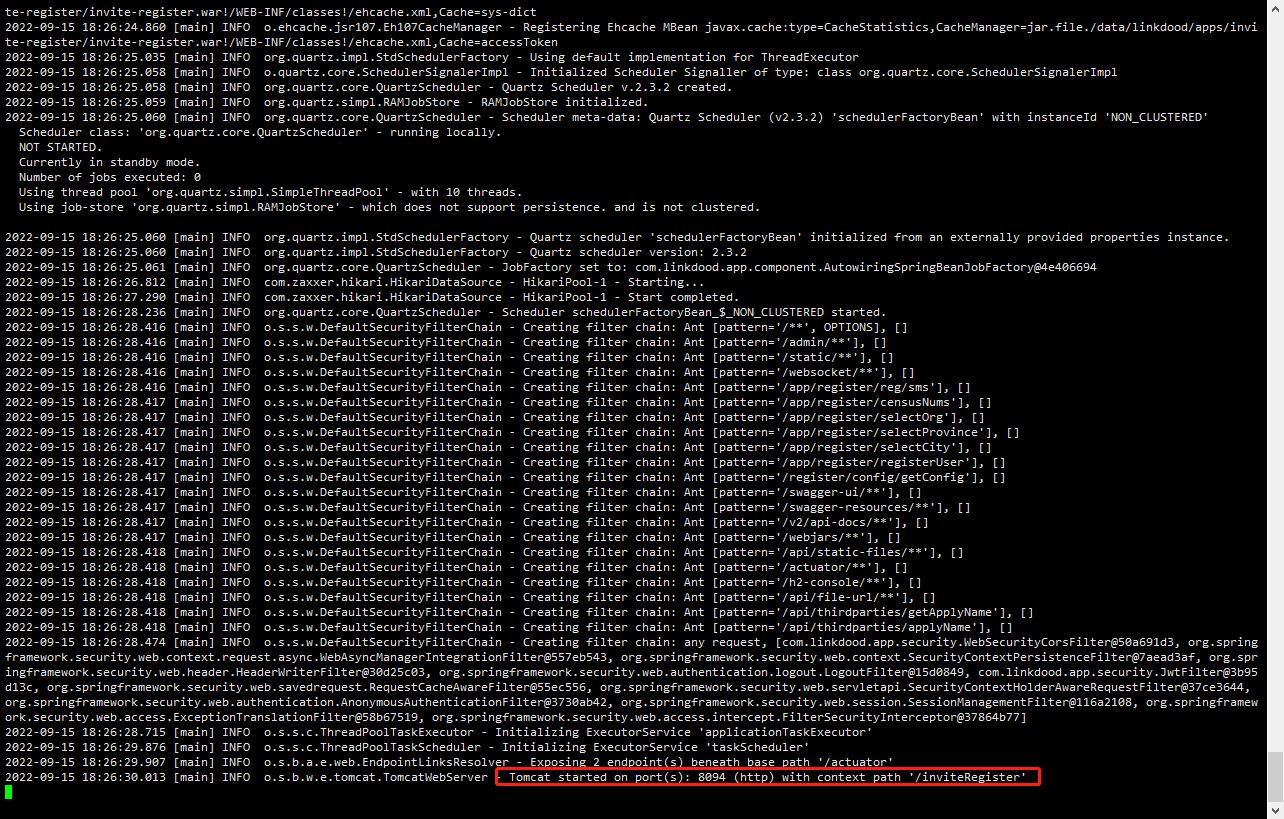 te-register/invite-register.war!/WEB-INF/classes!/ehcache.xml,Cache=sys-dict
2022-09-15 18:26:24.860 [main] INFO  o.ehcache.jsr107.Eh107CacheManager - Registering Ehcache MBean javax.cache:type=CacheStatistics,CacheManager=jar.file./data/linkdood/apps/invi
te-register/invite-register.war!/WEB-INF/classes!/ehcache.xml,Cache=accessToken
2022-09-15 18:26:25.035 [main] INFO  org.quartz.impl.StdSchedulerFactory - Using default implementation for ThreadExecutor
2022-09-15 18:26:25.058 [main] INFO  o.quartz.core.SchedulerSignalerImpl - Initialized Scheduler Signaller of type: class org.quartz.core.SchedulerSignalerImpl
2022-09-15 18:26:25.058 [main] INFO  org.quartz.core.QuartzScheduler - Quartz Scheduler v.2.3.2 created.
2022-09-15 18:26:25.059 [main] INFO  org.quartz.simpl.RAMJobStore - RAMJobStore initialized.
2022-09-15 18:26:25.060 [main] INFO  org.quartz.core.QuartzScheduler - Scheduler meta-data: Quartz Scheduler (v2.3.2) 'schedulerFactoryBean' with instanceId 'NON_CLUSTERED'
  Scheduler class: 'org.quartz.core.QuartzScheduler' - running locally.
  NOT STARTED.
  Currently in standby mode.
  Number of jobs executed: 0
  Using thread pool 'org.quartz.simpl.SimpleThreadPool' - with 10 threads.
  Using job-store 'org.quartz.simpl.RAMJobStore' - which does not support persistence. and is not clustered.
2022-09-15 18:26:25.060 [main] INFO  org.quartz.impl.StdSchedulerFactory - Quartz scheduler 'schedulerFactoryBean' initialized from an externally provided properties instance.
2022-09-15 18:26:25.060 [main] INFO  org.quartz.impl.StdSchedulerFactory - Quartz scheduler version: 2.3.2
2022-09-15 18:26:25.061 [main] INFO  org.quartz.core.QuartzScheduler - JobFactory set to: com.linkdood.app.component.AutowiringSpringBeanJobFactory@4e406694
2022-09-15 18:26:26.812 [main] INFO  com.zaxxer.hikari.HikariDataSource - HikariPool-1 - Starting...
2022-09-15 18:26:27.290 [main] INFO  com.zaxxer.hikari.HikariDataSource - HikariPool-1 - Start completed.
2022-09-15 18:26:28.236 [main] INFO  org.quartz.core.QuartzScheduler - Scheduler schedulerFactoryBean_$_NON_CLUSTERED started.
2022-09-15 18:26:28.416 [main] INFO  o.s.s.w.DefaultSecurityFilterChain - Creating filter chain: Ant [pattern='/**', OPTIONS], []
2022-09-15 18:26:28.416 [main] INFO  o.s.s.w.DefaultSecurityFilterChain - Creating filter chain: Ant [pattern='/admin/**'], []
2022-09-15 18:26:28.416 [main] INFO  o.s.s.w.DefaultSecurityFilterChain - Creating filter chain: Ant [pattern='/static/**'], []
2022-09-15 18:26:28.416 [main] INFO  o.s.s.w.DefaultSecurityFilterChain - Creating filter chain: Ant [pattern='/websocket/**'], []
2022-09-15 18:26:28.416 [main] INFO  o.s.s.w.DefaultSecurityFilterChain - Creating filter chain: Ant [pattern='/app/register/reg/sms'], []
2022-09-15 18:26:28.417 [main] INFO  o.s.s.w.DefaultSecurityFilterChain - Creating filter chain: Ant [pattern='/app/register/censusNums'], []
2022-09-15 18:26:28.417 [main] INFO  o.s.s.w.DefaultSecurityFilterChain - Creating filter chain: Ant [pattern='/app/register/selectOrg'], []
2022-09-15 18:26:28.417 [main] INFO  o.s.s.w.DefaultSecurityFilterChain - Creating filter chain: Ant [pattern='/app/register/selectProvince'], []
2022-09-15 18:26:28.417 [main] INFO  o.s.s.w.DefaultSecurityFilterChain - Creating filter chain: Ant [pattern='/app/register/selectCity'], []
2022-09-15 18:26:28.417 [main] INFO  o.s.s.w.DefaultSecurityFilterChain - Creating filter chain: Ant [pattern='/app/register/registerUser'], []
2022-09-15 18:26:28.417 [main] INFO  o.s.s.w.DefaultSecurityFilterChain - Creating filter chain: Ant [pattern='/register/config/getConfig'], []
2022-09-15 18:26:28.417 [main] INFO  o.s.s.w.DefaultSecurityFilterChain - Creating filter chain: Ant [pattern='/swagger-ui/**'], []
2022-09-15 18:26:28.417 [main] INFO  o.s.s.w.DefaultSecurityFilterChain - Creating filter chain: Ant [pattern='/swagger-resources/**'], []
2022-09-15 18:26:28.417 [main] INFO  o.s.s.w.DefaultSecurityFilterChain - Creating filter chain: Ant [pattern='/v2/api-docs/**'], []
2022-09-15 18:26:28.417 [main] INFO  o.s.s.w.DefaultSecurityFilterChain - Creating filter chain: Ant [pattern='/webjars/**'], []
2022-09-15 18:26:28.418 [main] INFO  o.s.s.w.DefaultSecurityFilterChain - Creating filter chain: Ant [pattern='/api/static-files/**'], []
2022-09-15 18:26:28.418 [main] INFO  o.s.s.w.DefaultSecurityFilterChain - Creating filter chain: Ant [pattern='/actuator/**'], []
2022-09-15 18:26:28.418 [main] INFO  o.s.s.w.DefaultSecurityFilterChain - Creating filter chain: Ant [pattern='/h2-console/**'], []
2022-09-15 18:26:28.418 [main] INFO  o.s.s.w.DefaultSecurityFilterChain - Creating filter chain: Ant [pattern='/api/file-url/**'], []
2022-09-15 18:26:28.418 [main] INFO  o.s.s.w.DefaultSecurityFilterChain - Creating filter chain: Ant [pattern='/api/thirdparties/getApplyName'], []
2022-09-15 18:26:28.418 [main] INFO  o.s.s.w.DefaultSecurityFilterChain - Creating filter chain: Ant [pattern='/api/thirdparties/applyName'], []
2022-09-15 18:26:28.474 [main] INFO  o.s.s.w.DefaultSecurityFilterChain - Creating filter chain: any request, [com.linkdood.app.security.WebSecurityCorsFilter@50a691d3, org.spring
framework.security.web.context.request.async.WebAsyncManagerIntegrationFilter@557eb543, org.springframework.security.web.context.SecurityContextPersistenceFilter@7aead3af, org.spr
ingframework.security.web.header.HeaderWriterFilter@30d25c03, org.springframework.security.web.authentication.logout.LogoutFilter@15d0849, com.linkdood.app.security.JwtFilter@3b95
d13c, org.springframework.security.web.savedrequest.RequestCacheAwareFilter@55ec556, org.springframework.security.web.servletapi.SecurityContextHolderAwareRequestFilter@37ce3644,
org.springframework.security.web.authentication.AnonymousAuthenticationFilter@3730ab42, org.springframework.security.web.session.SessionManagementFilter@116a2108, org.springframew
ork.security.web.access.ExceptionTranslationFilter@58b67519, org.springframework.security.web.access.intercept.FilterSecurityInterceptor@37864b77]
2022-09-15 18:26:28.715 [main] INFO  o.s.s.c.ThreadPoolTaskExecutor - Initializing ExecutorService 'applicationTaskExecutor'
2022-09-15 18:26:29.876 [main] INFO  o.s.s.c.ThreadPoolTaskScheduler - Initializing ExecutorService 'taskScheduler'
2022-09-15 18:26:29.907 [main] INFO  o.s.b.a.e.web.EndpointLinksResolver - Exposing 2 endpoint(s) beneath base path '/actuator'
2022-09-15 18:26:30.013 [main] INFO  o.s.b.w.e.tomcat.TomcatWebServer - Tomcat started on port(s): 8094 (http) with context path '/inviteRegister'